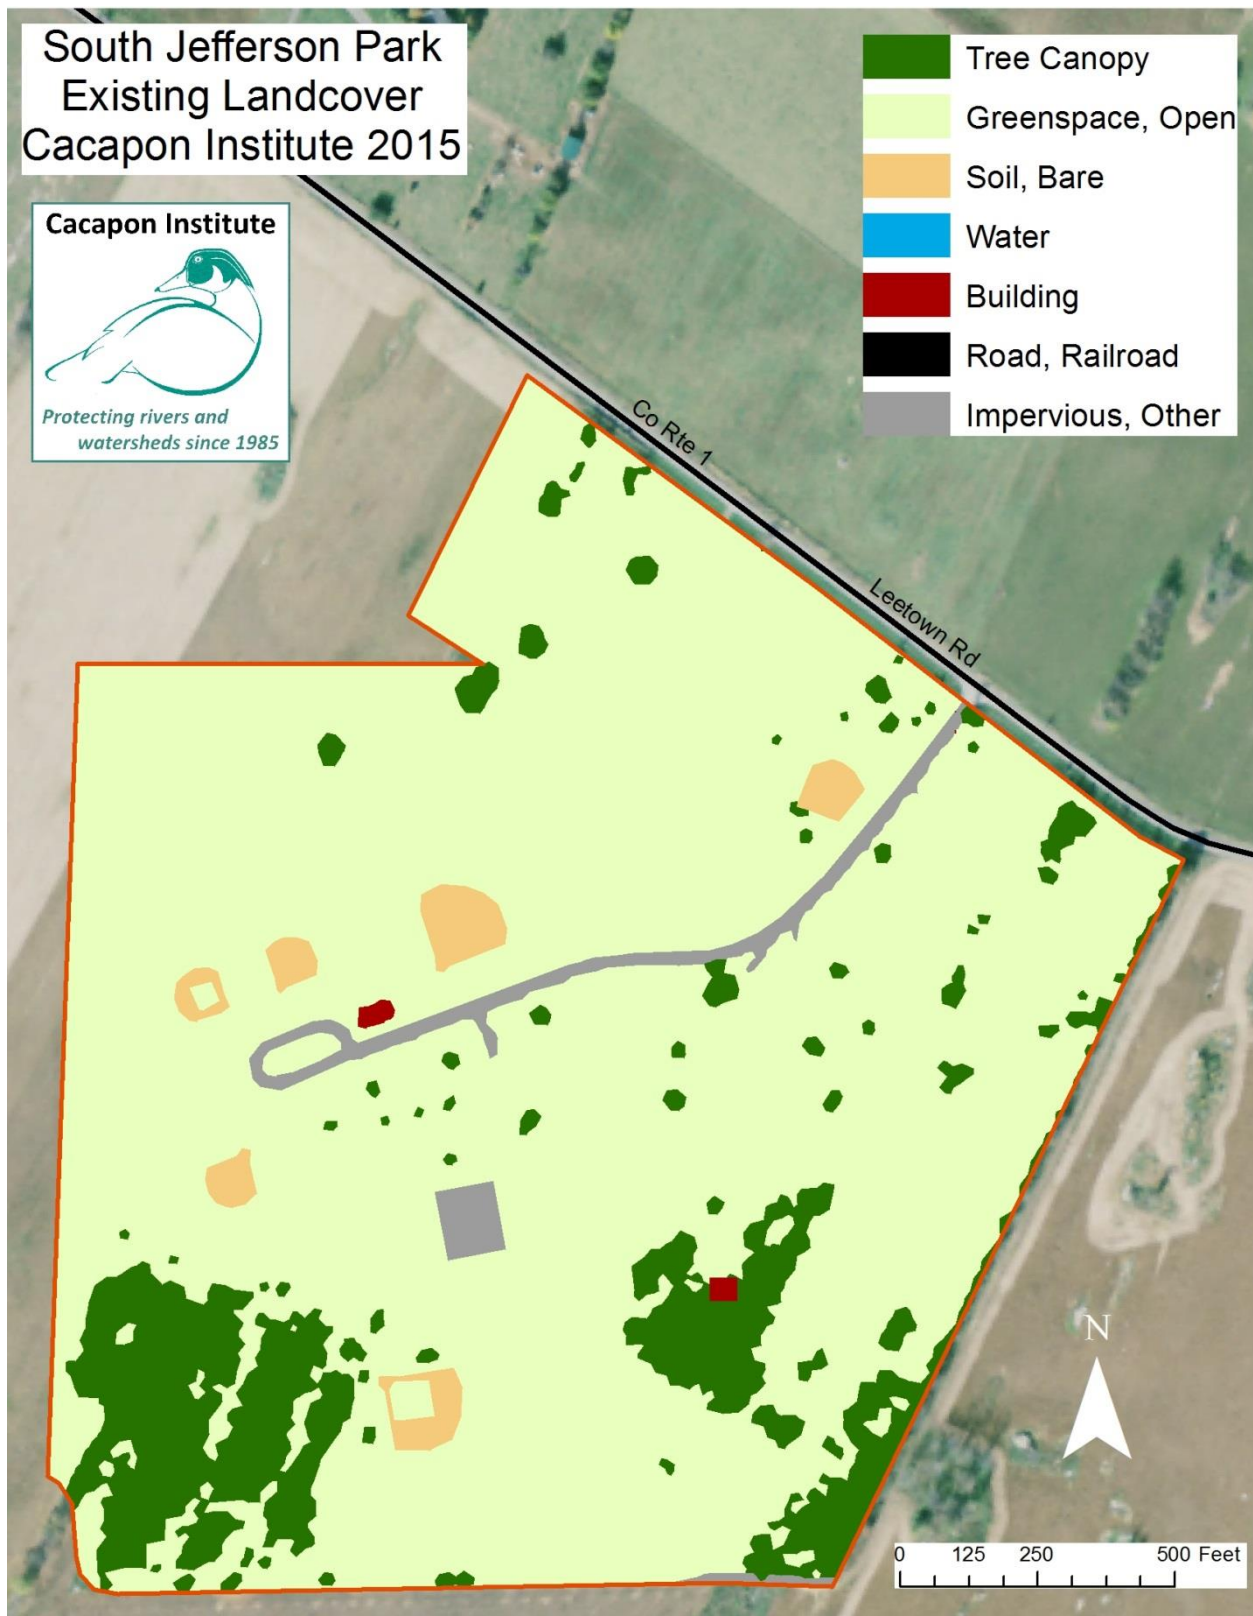 South Jefferson Park
Existing Landcover
Cacapon Institute 2015
Cacapon Institute
Protecting rivers and
watersheds since 1985
Tree Canopy
Greenspace, Open
Soil, Bare
Water
Building
Road, Railroad
Impervious, Other
Co Rte 1
Leetown Rd
N
0 125 250 500 Feet